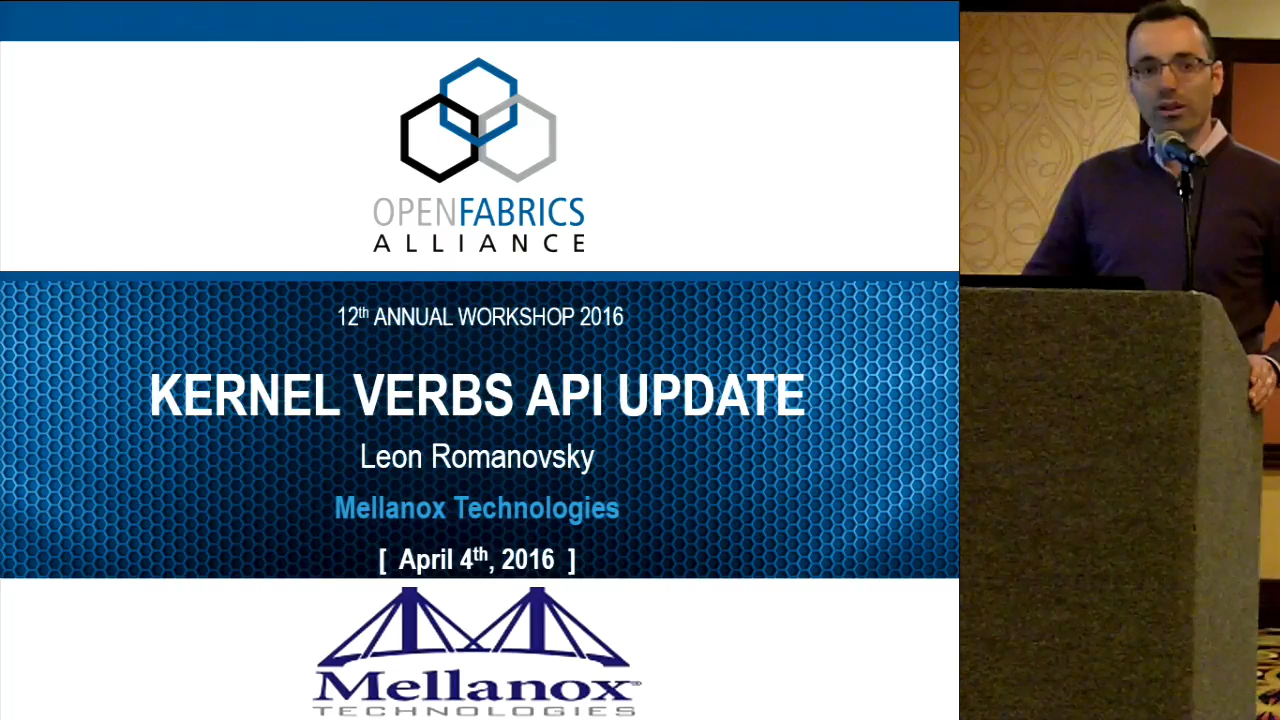 OPENFABRICS
ALLIANCE
12th ANNUAL WORKSHOP 2016
KERNEL VERBS API UPDATE
Leon Romanovsky
Mellanox Technologies
[ April 4th, 2016 ]
Mellanox®
TECHNOLOGIES